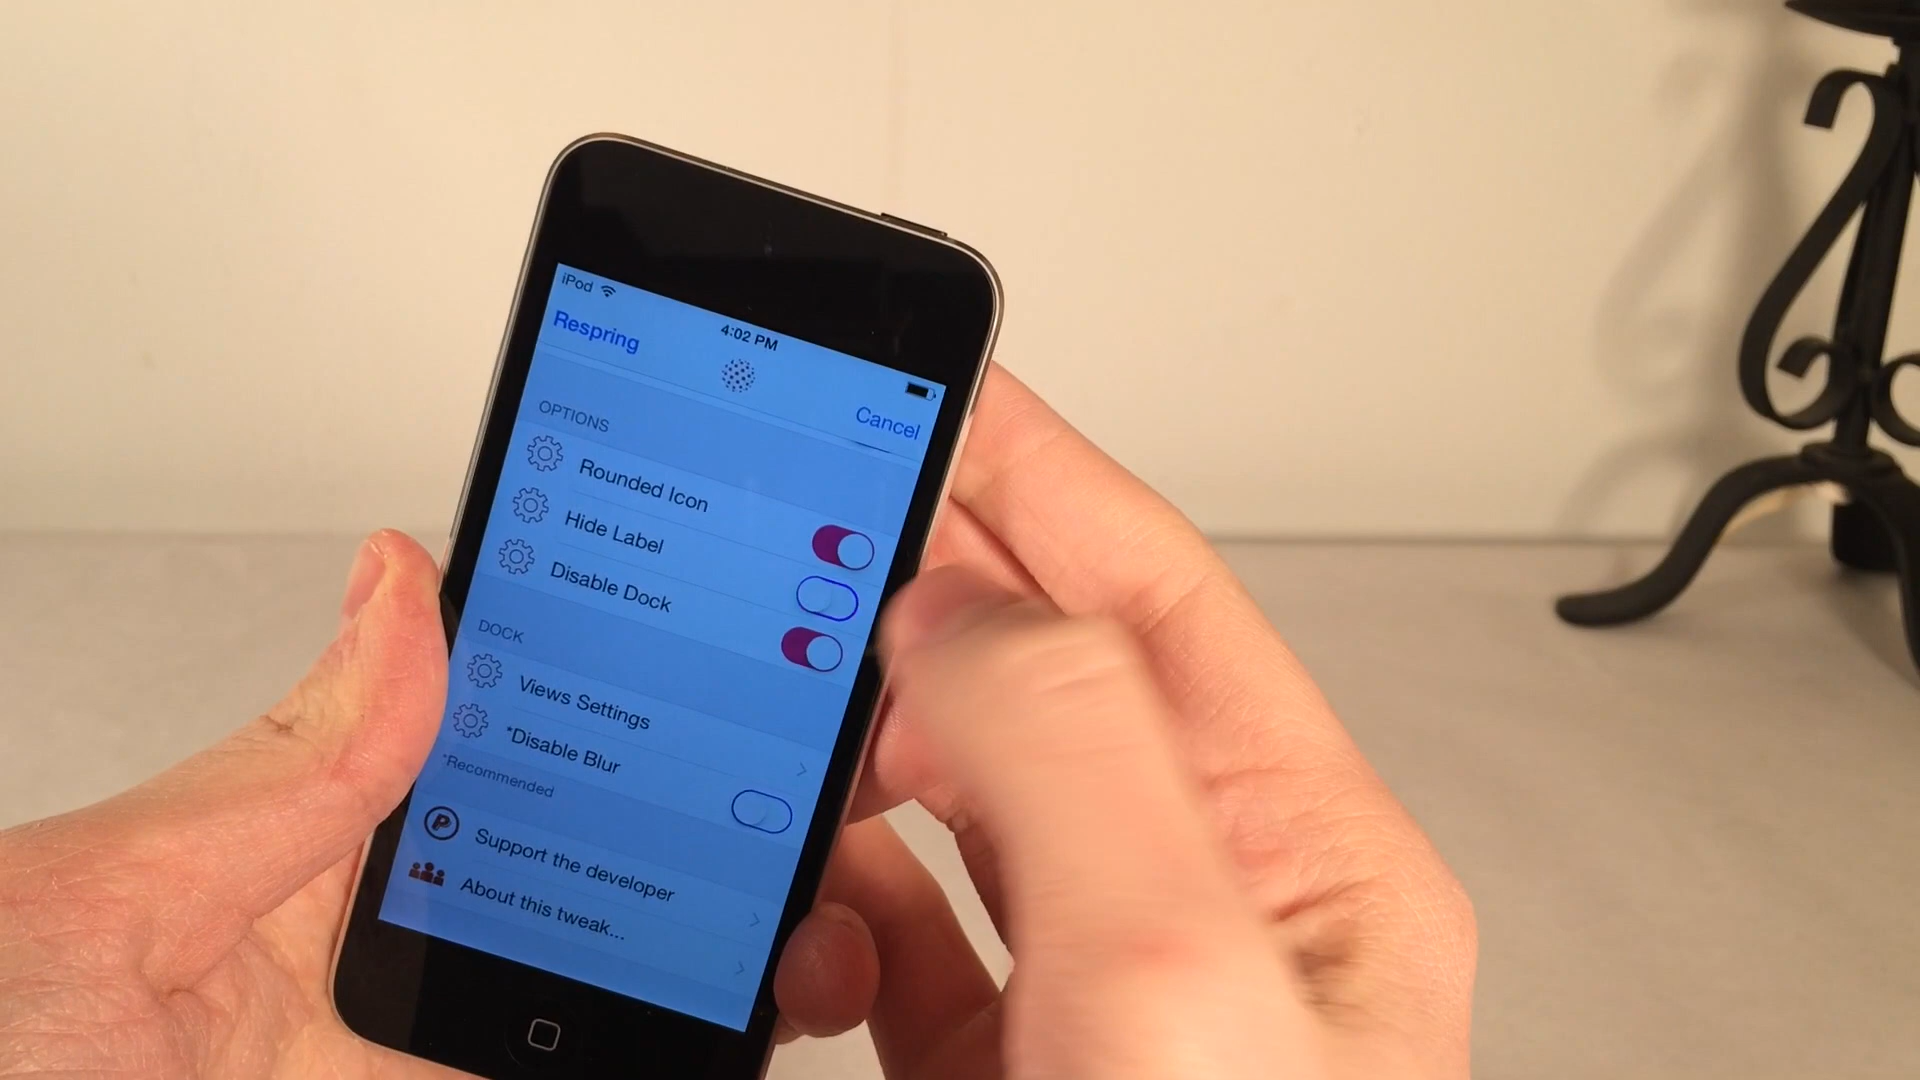 iPod
4:02 PM
Respring
Cancel
OPTIONS
Rounded Icon
Hide Label
Disable Dock
DOCK
Views Settings
*Disable Blur
*Recommended
P Support the developer
About this tweak...